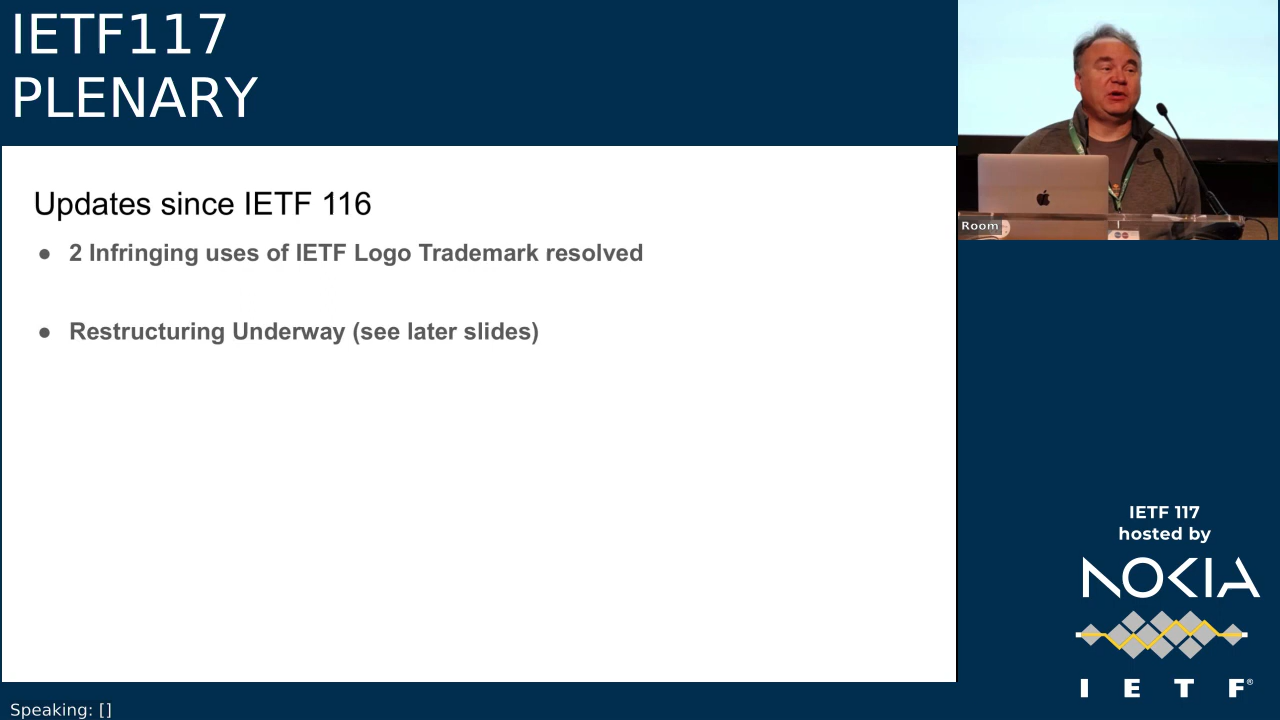 IETF117
PLENARY
Updates since IETF 116
● 2 Infringing uses of IETF Logo Trademark resolved
● Restructuring Underway (see later slides)
Room
IETF 117
hosted by
NOKIA
I E T F®
Speaking: []